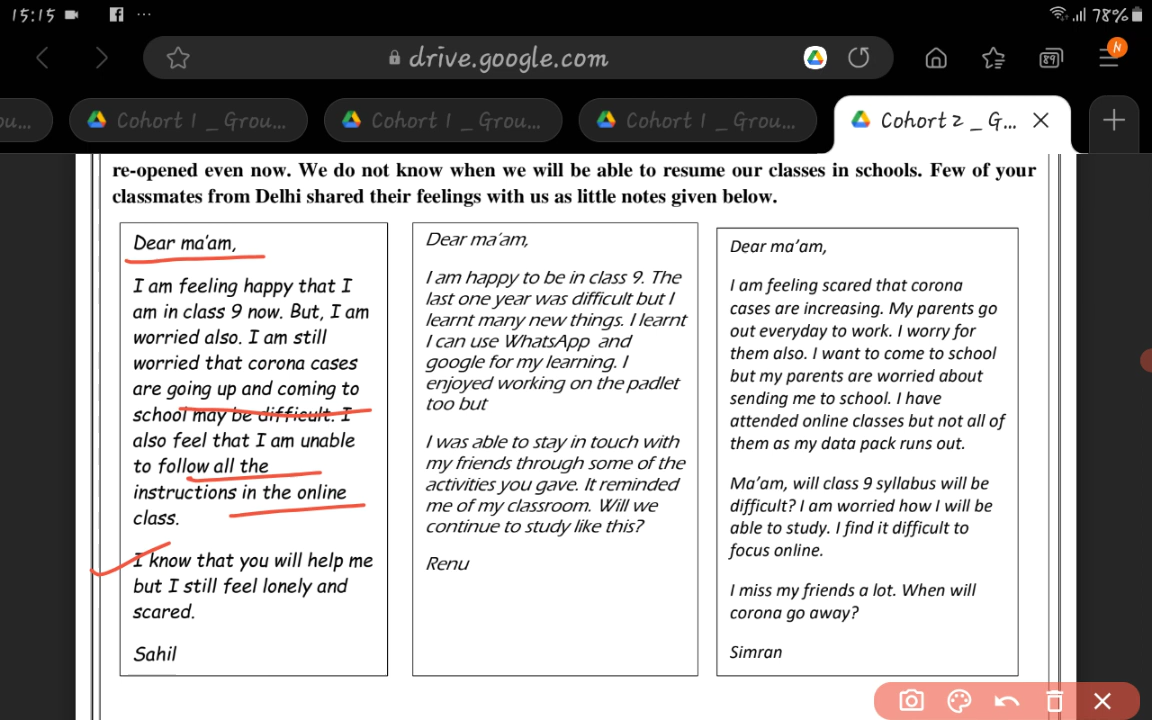 15:15
78%
drive.google.com
89
N
ou...
Cohort 1 _ Grou...
Cohort 1 _ Grou...
Cohort 1 _ Grou...
Cohort 2 _ G...
re-opened even now. We do not know when we will be able to resume our classes in schools. Few of your
classmates from Delhi shared their feelings with us as little notes given below.
Dear ma'am,
I am feeling happy that I
am in class 9 now. But, I am
worried also. I am still
worried that corona cases
are going up and coming to
school may be difficult. I
also feel that I am unable
to follow all the
instructions in the online
class.
I know that you will help me
but I still feel lonely and
scared.
Sahil
Dear ma'am,
I am happy to be in class 9. The
last one year was difficult but I
learnt many new things. I learnt
I can use WhatsApp and
google for my learning. I
enjoyed working on the padlet
too but
I was able to stay in touch with
my friends through some of the
activities you gave. It reminded
me of my classroom. Will we
continue to study like this?
Renu
Dear ma'am,
I am feeling scared that corona
cases are increasing. My parents go
out everyday to work. I worry for
them also. I want to come to school
but my parents are worried about
sending me to school. I have
attended online classes but not all of
them as my data pack runs out.
Ma'am, will class 9 syllabus will be
difficult? I am worried how I will be
able to study. I find it difficult to
focus online.
I miss my friends a lot. When will
corona go away?
Simran